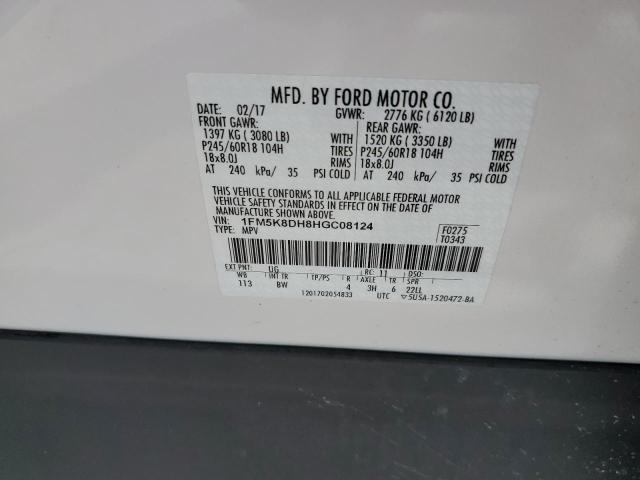 MFD. BY FORD MOTOR CO.
DATE: 02/17 GVWR: 2776 KG ( 6120 LB)
FRONT GAWR: REAR GAWR:
1397 KG ( 3080 LB) WITH 1520 KG ( 3350 LB) WITH
P245/60R18 104H TIRES P245/60R18 104H TIRES
18x8.0J RIMS 18x8.0J RIMS
AT 240 kPa/ 35 PSI COLD AT 240 kPa/ 35 PSI COLD
THIS VEHICLE CONFORMS TO ALL APPLICABLE FEDERAL MOTOR
VEHICLE SAFETY STANDARDS IN EFFECT ON THE DATE OF
MANUFACTURE SHOWN ABOVE.
VIN: 1FM5K8DH8HGC08124 F0275
TYPE: MPV T0343
EXT PNT: UG RC: 11 DSO:
WB INT TR TP/PS R AXLE TR SPR
113 BW 4 3H 6 22LL
1201702054833 UTC ▽5U5A-1520472-BA